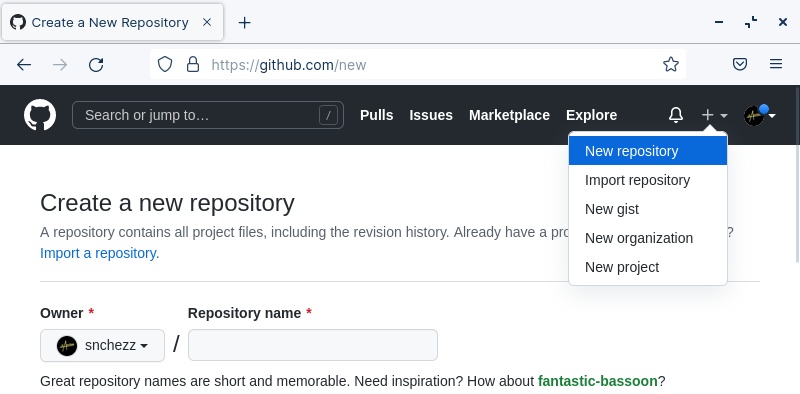 Create a New Repository
https://github.com/new
Search or jump to…
/
Pulls
Issues
Marketplace
Explore
New repository
Import repository
New gist
New organization
New project
Create a new repository
A repository contains all project files, including the revision history. Already have a pro ?
Import a repository.
Owner * Repository name *
snchezz / 
Great repository names are short and memorable. Need inspiration? How about fantastic-bassoon?